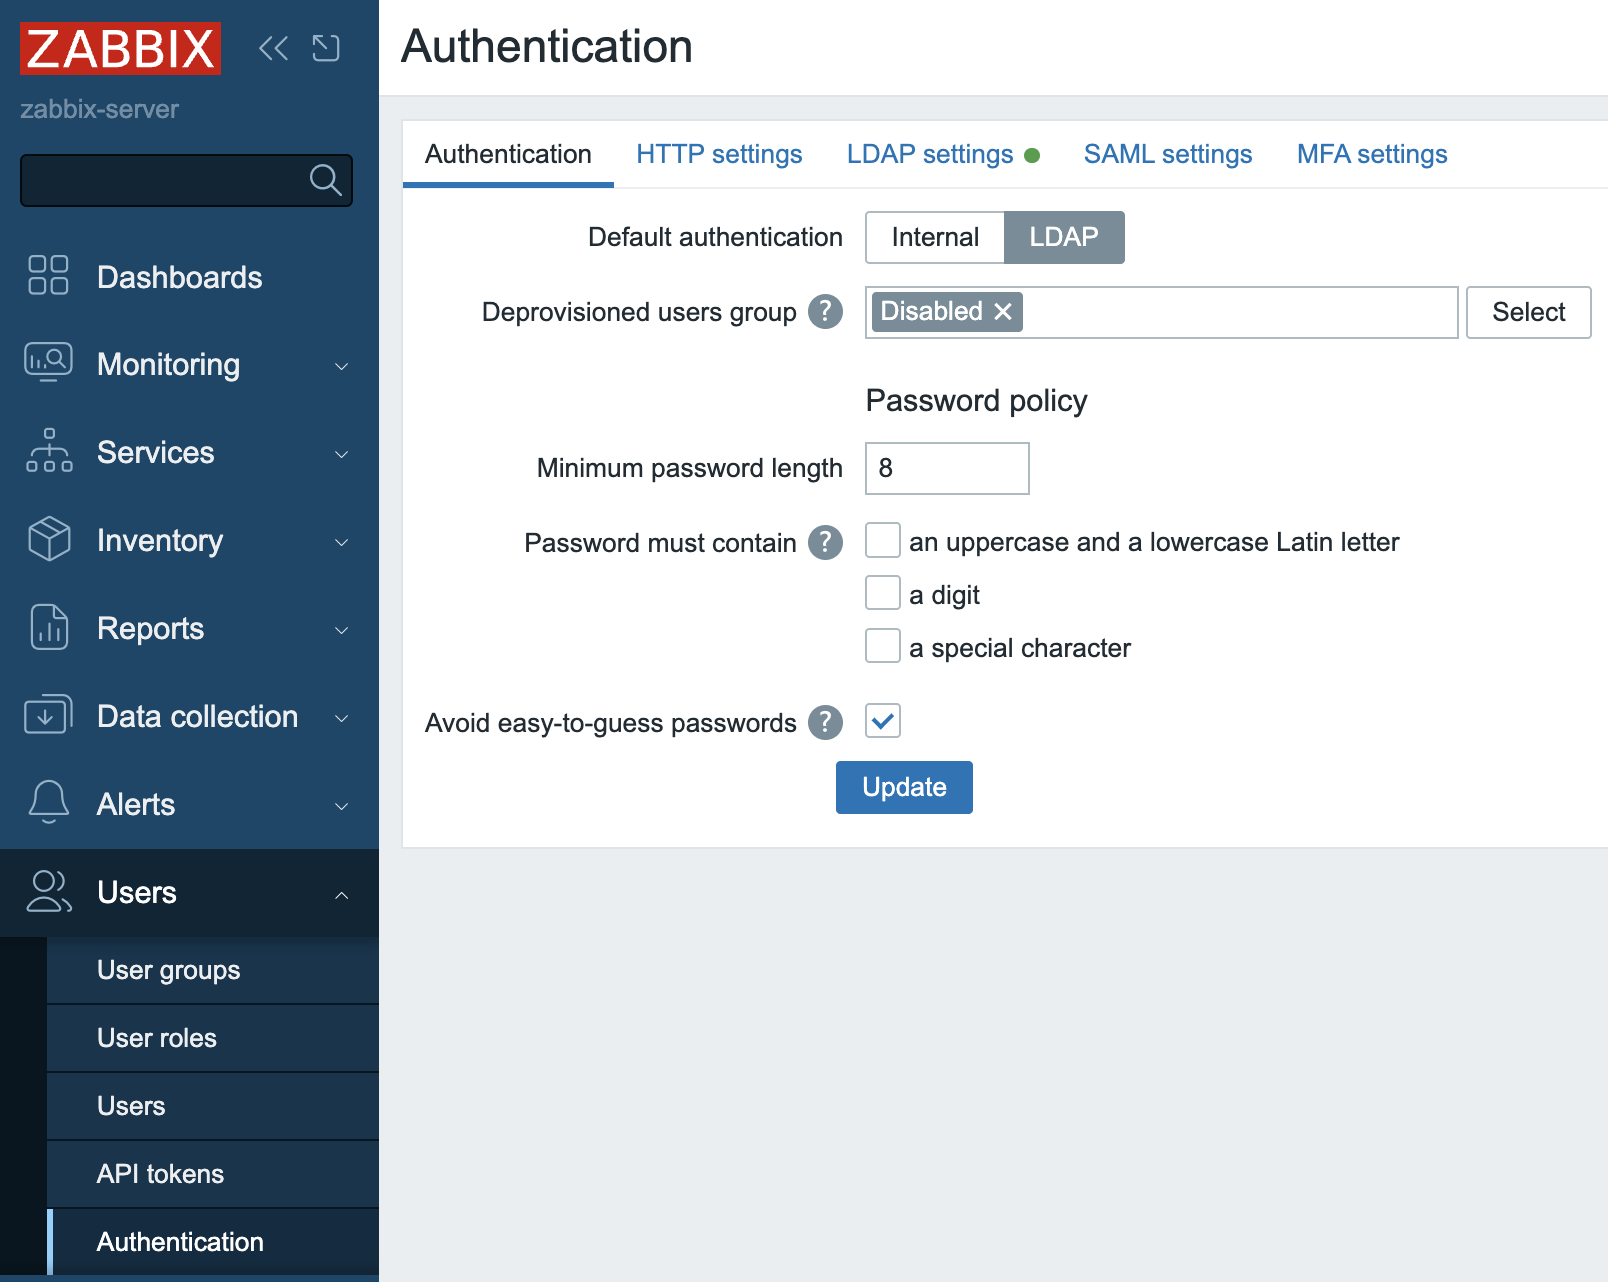 ZABBIX
zabbix-server
Dashboards
Monitoring
Services
Inventory
Reports
Data collection
Alerts
Users
User groups
User roles
Users
API tokens
Authentication
Authentication
Authentication HTTP settings LDAP settings SAML settings MFA settings
Default authentication Internal LDAP
Deprovisioned users group ? Disabled Select
Password policy
Minimum password length 8
Password must contain ? an uppercase and a lowercase Latin letter
a digit
a special character
Avoid easy-to-guess passwords ?
Update